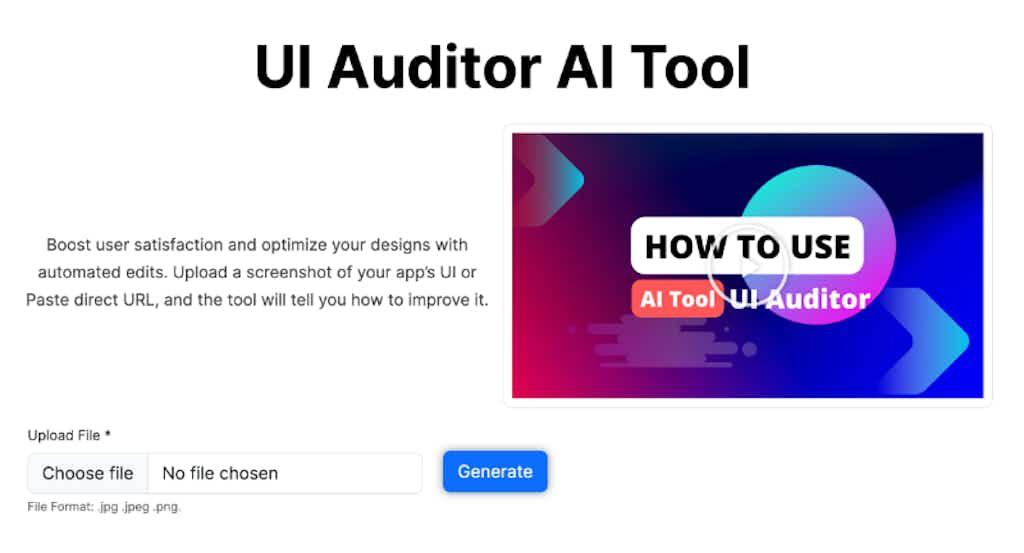 UI Auditor AI Tool
Boost user satisfaction and optimize your designs with
automated edits. Upload a screenshot of your app’s UI or
Paste direct URL, and the tool will tell you how to improve it.
HOW TO USE
AI Tool UI Auditor
Upload File *
Choose file No file chosen
Generate
File Format: .jpg .jpeg .png.